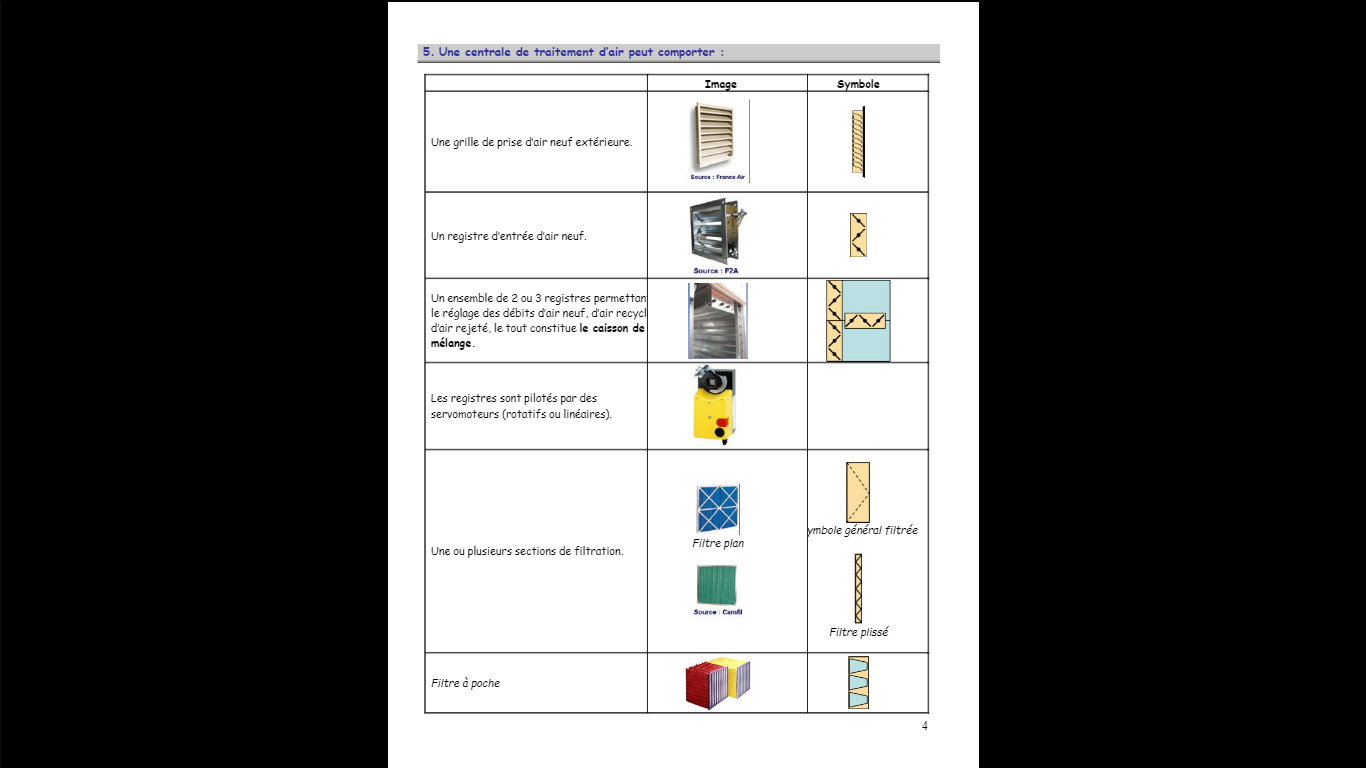 5. Une centrale de traitement d'air peut comporter :
Image
Symbole
Une grille de prise d'air neuf extérieure.
Source : France Air
Un registre d'entrée d'air neuf.
Source : F2A
Un ensemble de 2 ou 3 registres permettan
le réglage des débits d'air neuf, d'air recycl
d'air rejeté, le tout constitue le caisson de
mélange.
Les registres sont pilotés par des
servomoteurs (rotatifs ou linéaires).
Une ou plusieurs sections de filtration.
Filtre plan
Source : Camfil
ymbole général filtrée
Filtre plissé
Filtre à poche
4